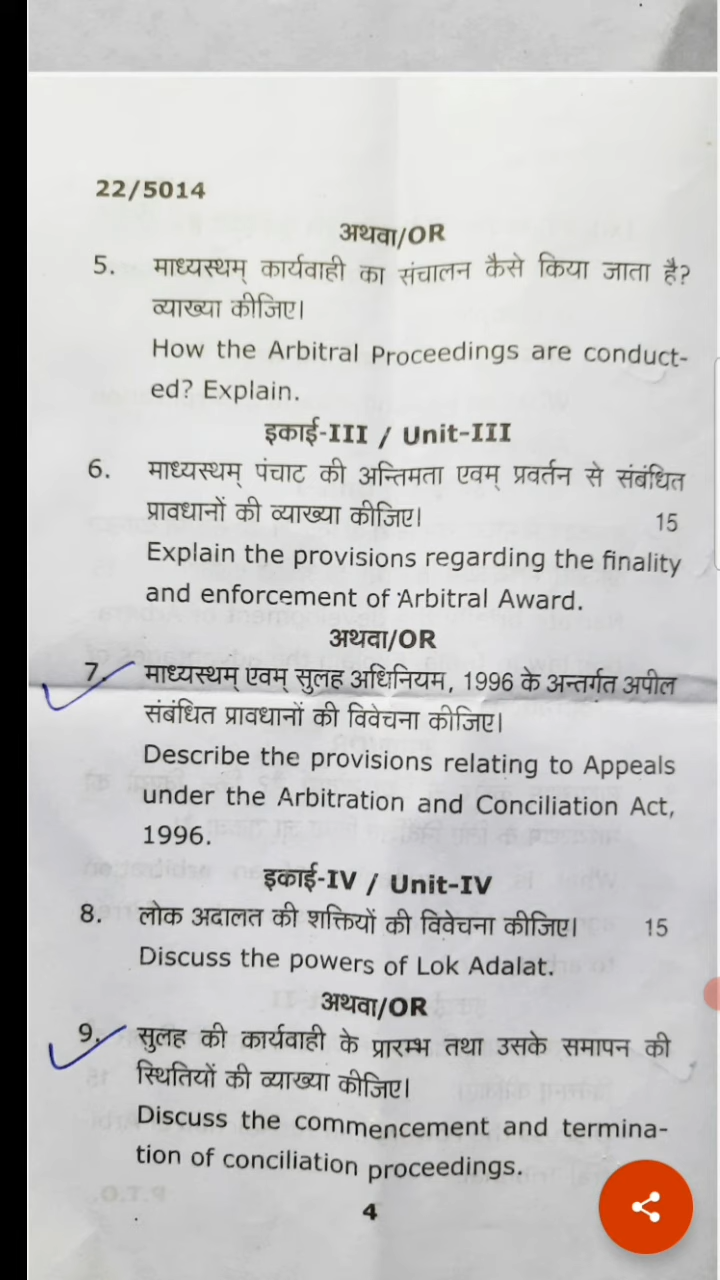 22/5014
अथवा/OR
5. माध्यस्थम् कार्यवाही का संचालन कैसे किया जाता है?
व्याख्या कीजिए।
How the Arbitral Proceedings are conduct-
ed? Explain.
इकाई-III / Unit-III
6. माध्यस्थम् पंचाट की अन्तिमता एवम् प्रवर्तन से संबंधित
प्रावधानों की व्याख्या कीजिए। 15
Explain the provisions regarding the finality
and enforcement of Arbitral Award.
अथवा/OR
7. माध्यस्थम् एवम् सुलह अधिनियम, 1996 के अन्तर्गत अपील
संबंधित प्रावधानों की विवेचना कीजिए।
Describe the provisions relating to Appeals
under the Arbitration and Conciliation Act,
1996.
इकाई-IV / Unit-IV
8. लोक अदालत की शक्तियों की विवेचना कीजिए। 15
Discuss the powers of Lok Adalat.
अथवा/OR
9. सुलह की कार्यवाही के प्रारम्भ तथा उसके समापन की
स्थितियों की व्याख्या कीजिए।
Discuss the commencement and termina-
tion of conciliation proceedings.
4
P.T.O.